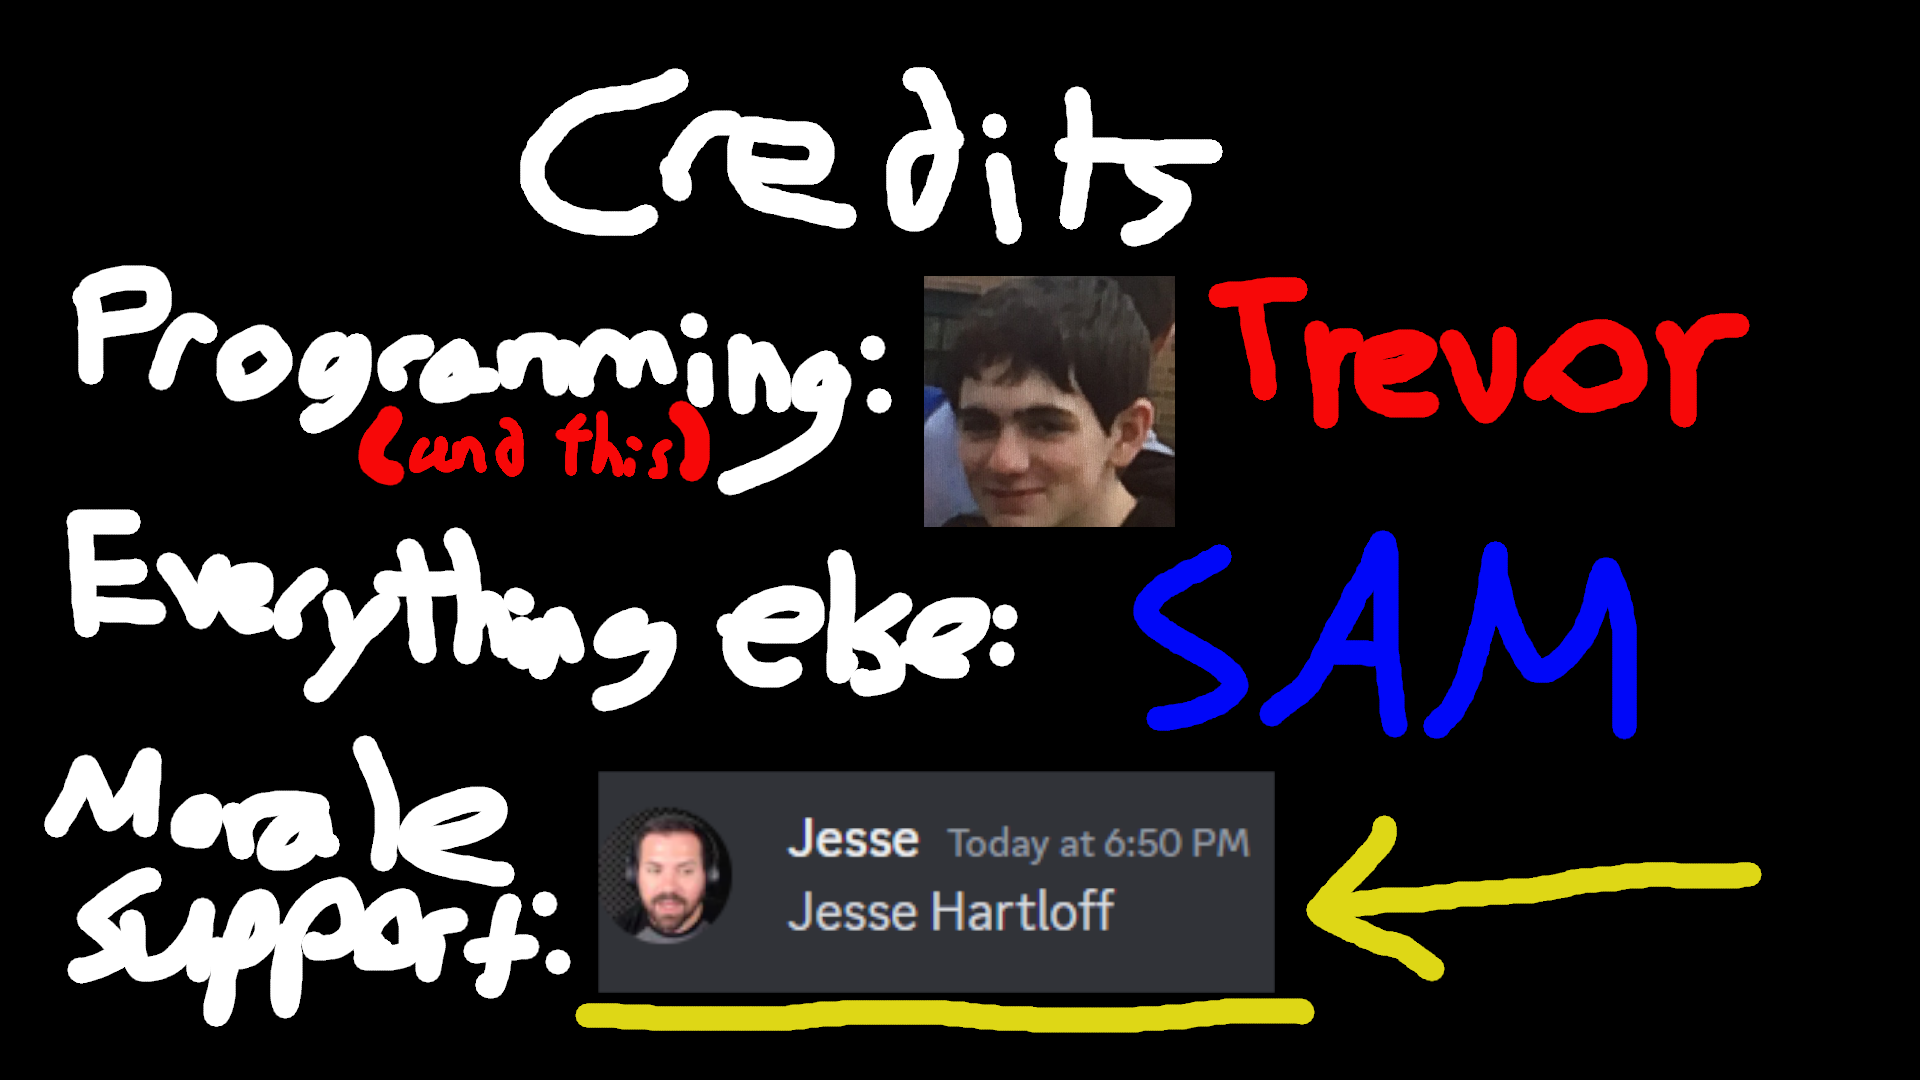 Credits
Programming: Trevor
(and this)
Everything else: SAM
Morale
Support:
Jesse Today at 6:50 PM
Jesse Hartloff